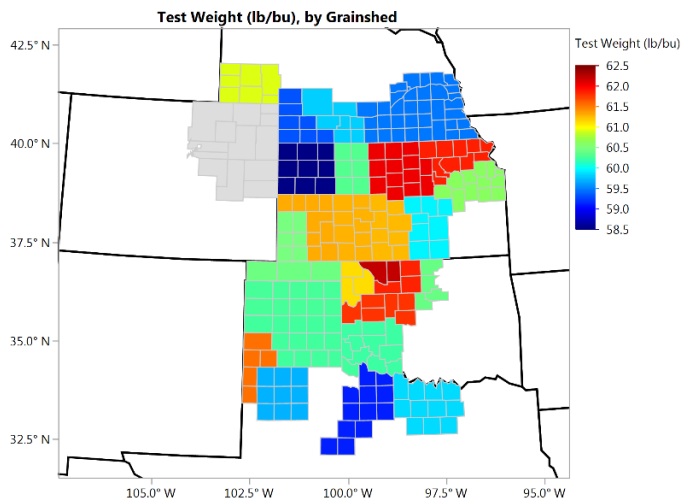 Test Weight (lb/bu), by Grainshed
42.5° N
40.0° N
37.5° N
35.0° N
32.5° N
105.0° W
102.5° W
100.0° W
97.5° W
95.0° W
Test Weight (lb/bu)
62.5
62.0
61.5
61.0
60.5
60.0
59.5
59.0
58.5